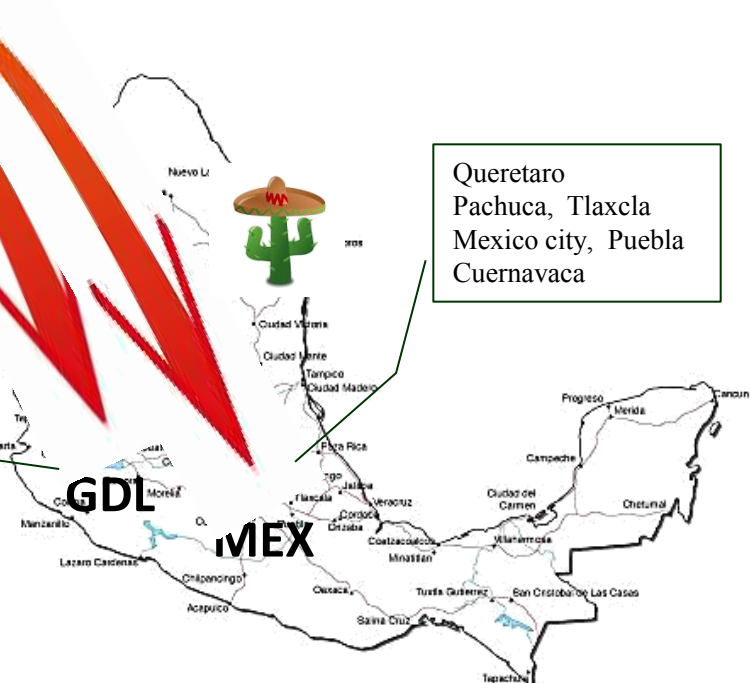 Nuevo La
Queretaro
Pachuca, Tlaxcla
Mexico city, Puebla
Cuernavaca
Ciudad Victoria
Ciudad Mante
Tampico
Ciudad Madero
Progreso
Merida
Cancun
Poza Rica
Campeche
GDL
Morelia
Jalapa
Tlaxcala
Veracruz
Cordoba
Orizaba
Ciudad del
Carmen
Chetumal
Manzanillo
MEX
Coatzacoalcos
Villahermosa
Minatitlan
Lazaro Cardenas
Chilpancingo
Oaxaca
Tuxtla Gutierrez
San Cristobal de Las Casas
Acapulco
Salina Cruz
Tapachula